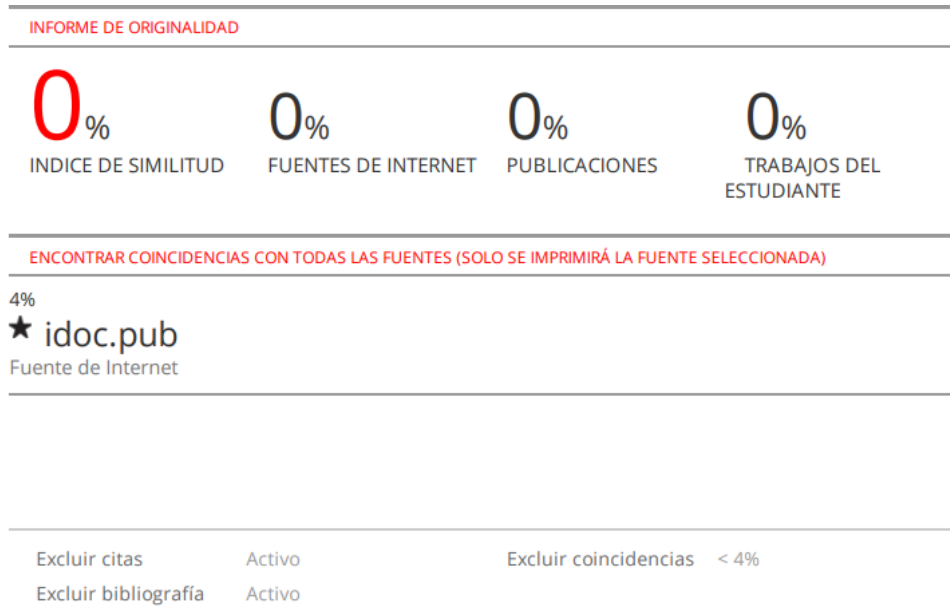 INFORME DE ORIGINALIDAD
0% 0% 0% 0%
INDICE DE SIMILITUD FUENTES DE INTERNET PUBLICACIONES TRABAJOS DEL
ESTUDIANTE
ENCONTRAR COINCIDENCIAS CON TODAS LAS FUENTES (SOLO SE IMPRIMIRÁ LA FUENTE SELECCIONADA)
4%
★ idoc.pub
Fuente de Internet
Excluir citas Activo Excluir coincidencias < 4%
Excluir bibliografía Activo